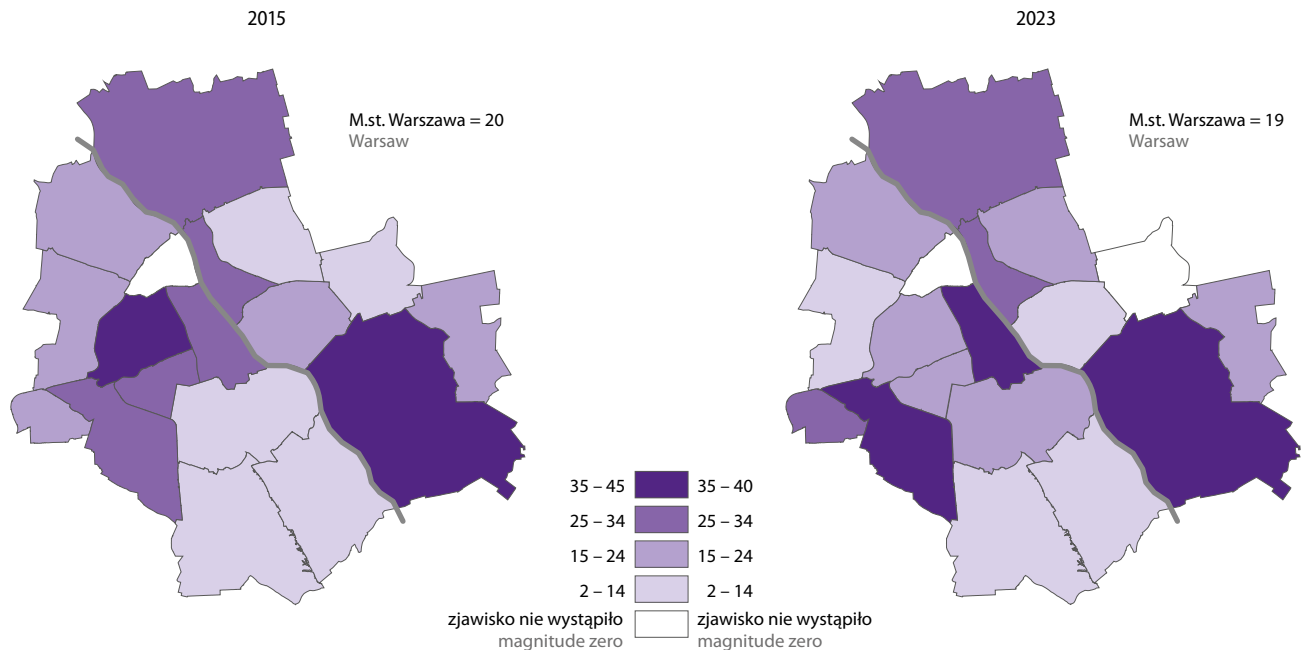 2015
2023
M.st. Warszawa = 20
Warsaw
M.st. Warszawa = 19
Warsaw
35 – 45 35 – 40
25 – 34 25 – 34
15 – 24 15 – 24
2 – 14 2 – 14
zjawisko nie wystąpiło zjawisko nie wystąpiło
magnitude zero magnitude zero